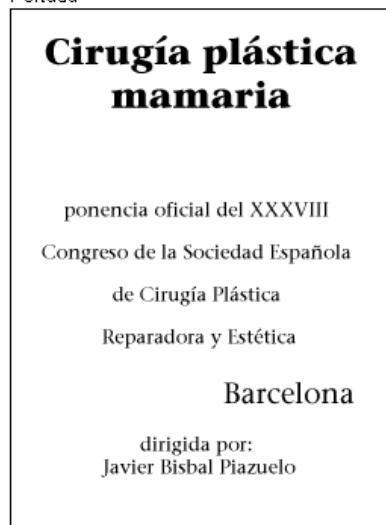 Portada
Cirugía plástica
mamaria
ponencia oficial del XXXVIII
Congreso de la Sociedad Española
de Cirugía Plástica
Reparadora y Estética
Barcelona
dirigida por:
Javier Bisbal Piazuelo